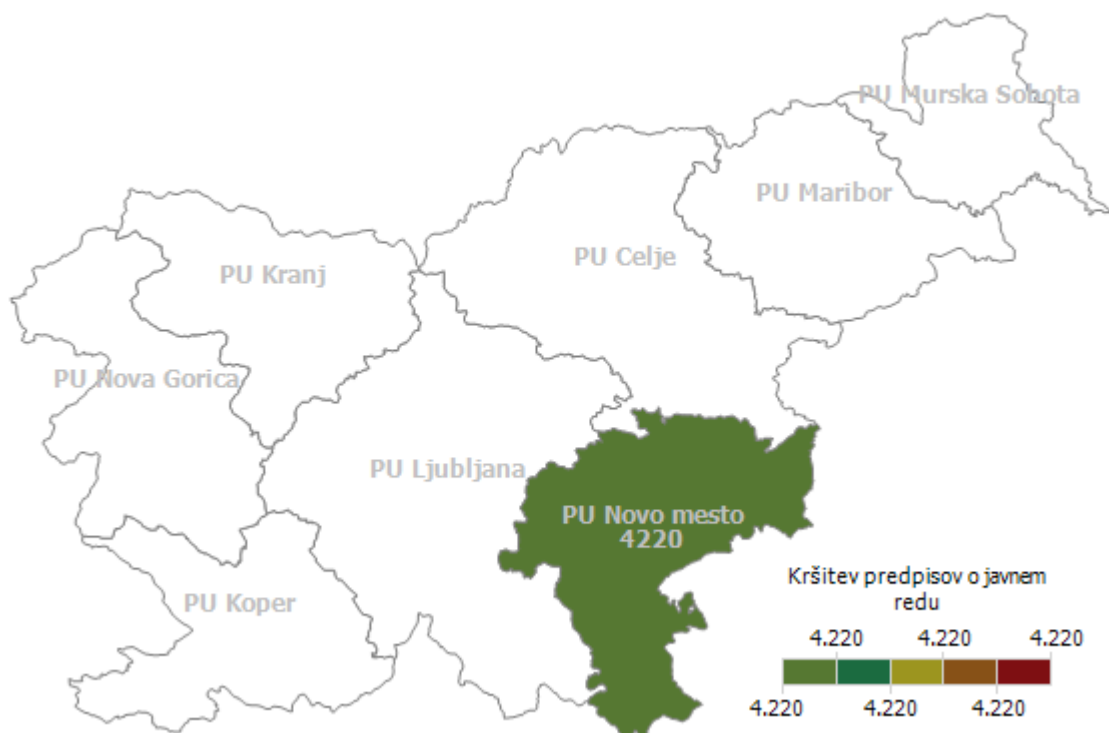 PU Murska Sobota
PU Maribor
PU Celje
PU Kranj
PU Nova Gorica
PU Ljubljana
PU Novo mesto
4220
PU Koper
Kršitev predpisov o javnem
redu
4.220 4.220 4.220
4.220 4.220 4.220